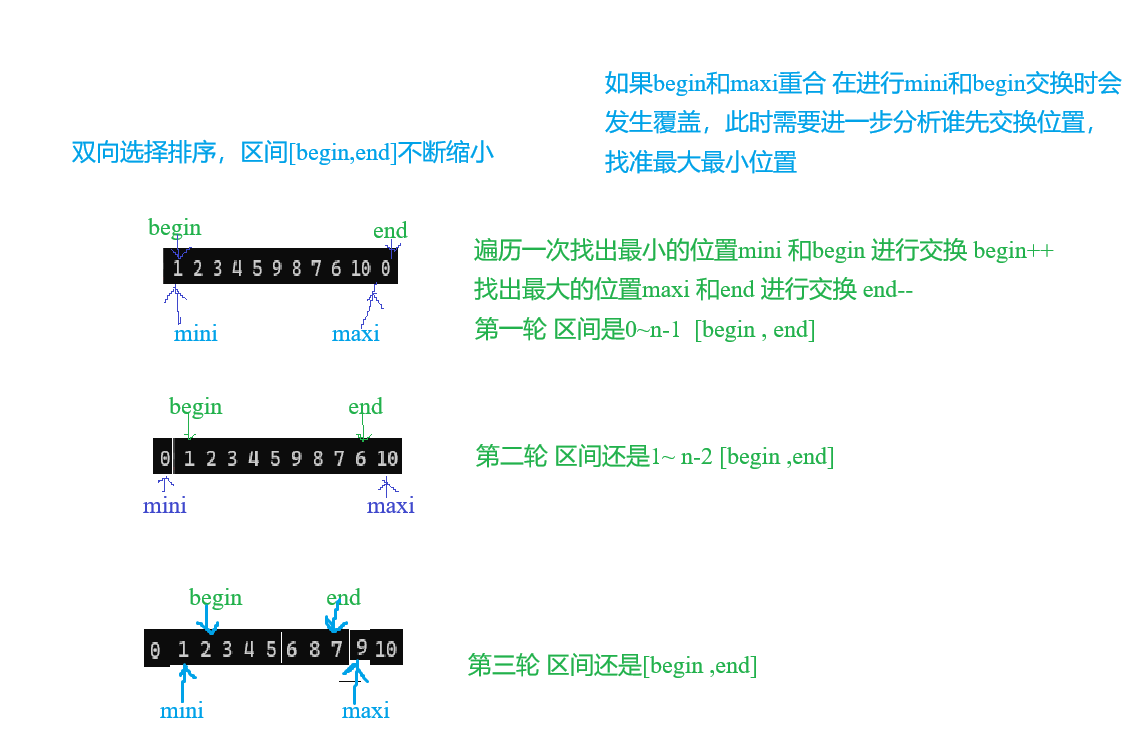 如果begin和maxi重合 在进行mini和begin交换时会
发生覆盖，此时需要进一步分析谁先交换位置，
找准最大最小位置
双向选择排序，区间[begin,end]不断缩小
begin
end
1 2 3 4 5 9 8 7 6 10 0
mini
maxi
遍历一次找出最小的位置mini 和begin 进行交换 begin++
找出最大的位置maxi 和end 进行交换 end--
第一轮 区间是0~n-1 [begin , end]
begin
end
0 1 2 3 4 5 9 8 7 6 10
mini
maxi
第二轮 区间还是1~ n-2 [begin ,end]
begin
end
0 1 2 3 4 5 6 8 7 9 10
mini
maxi
第三轮 区间还是[begin ,end]